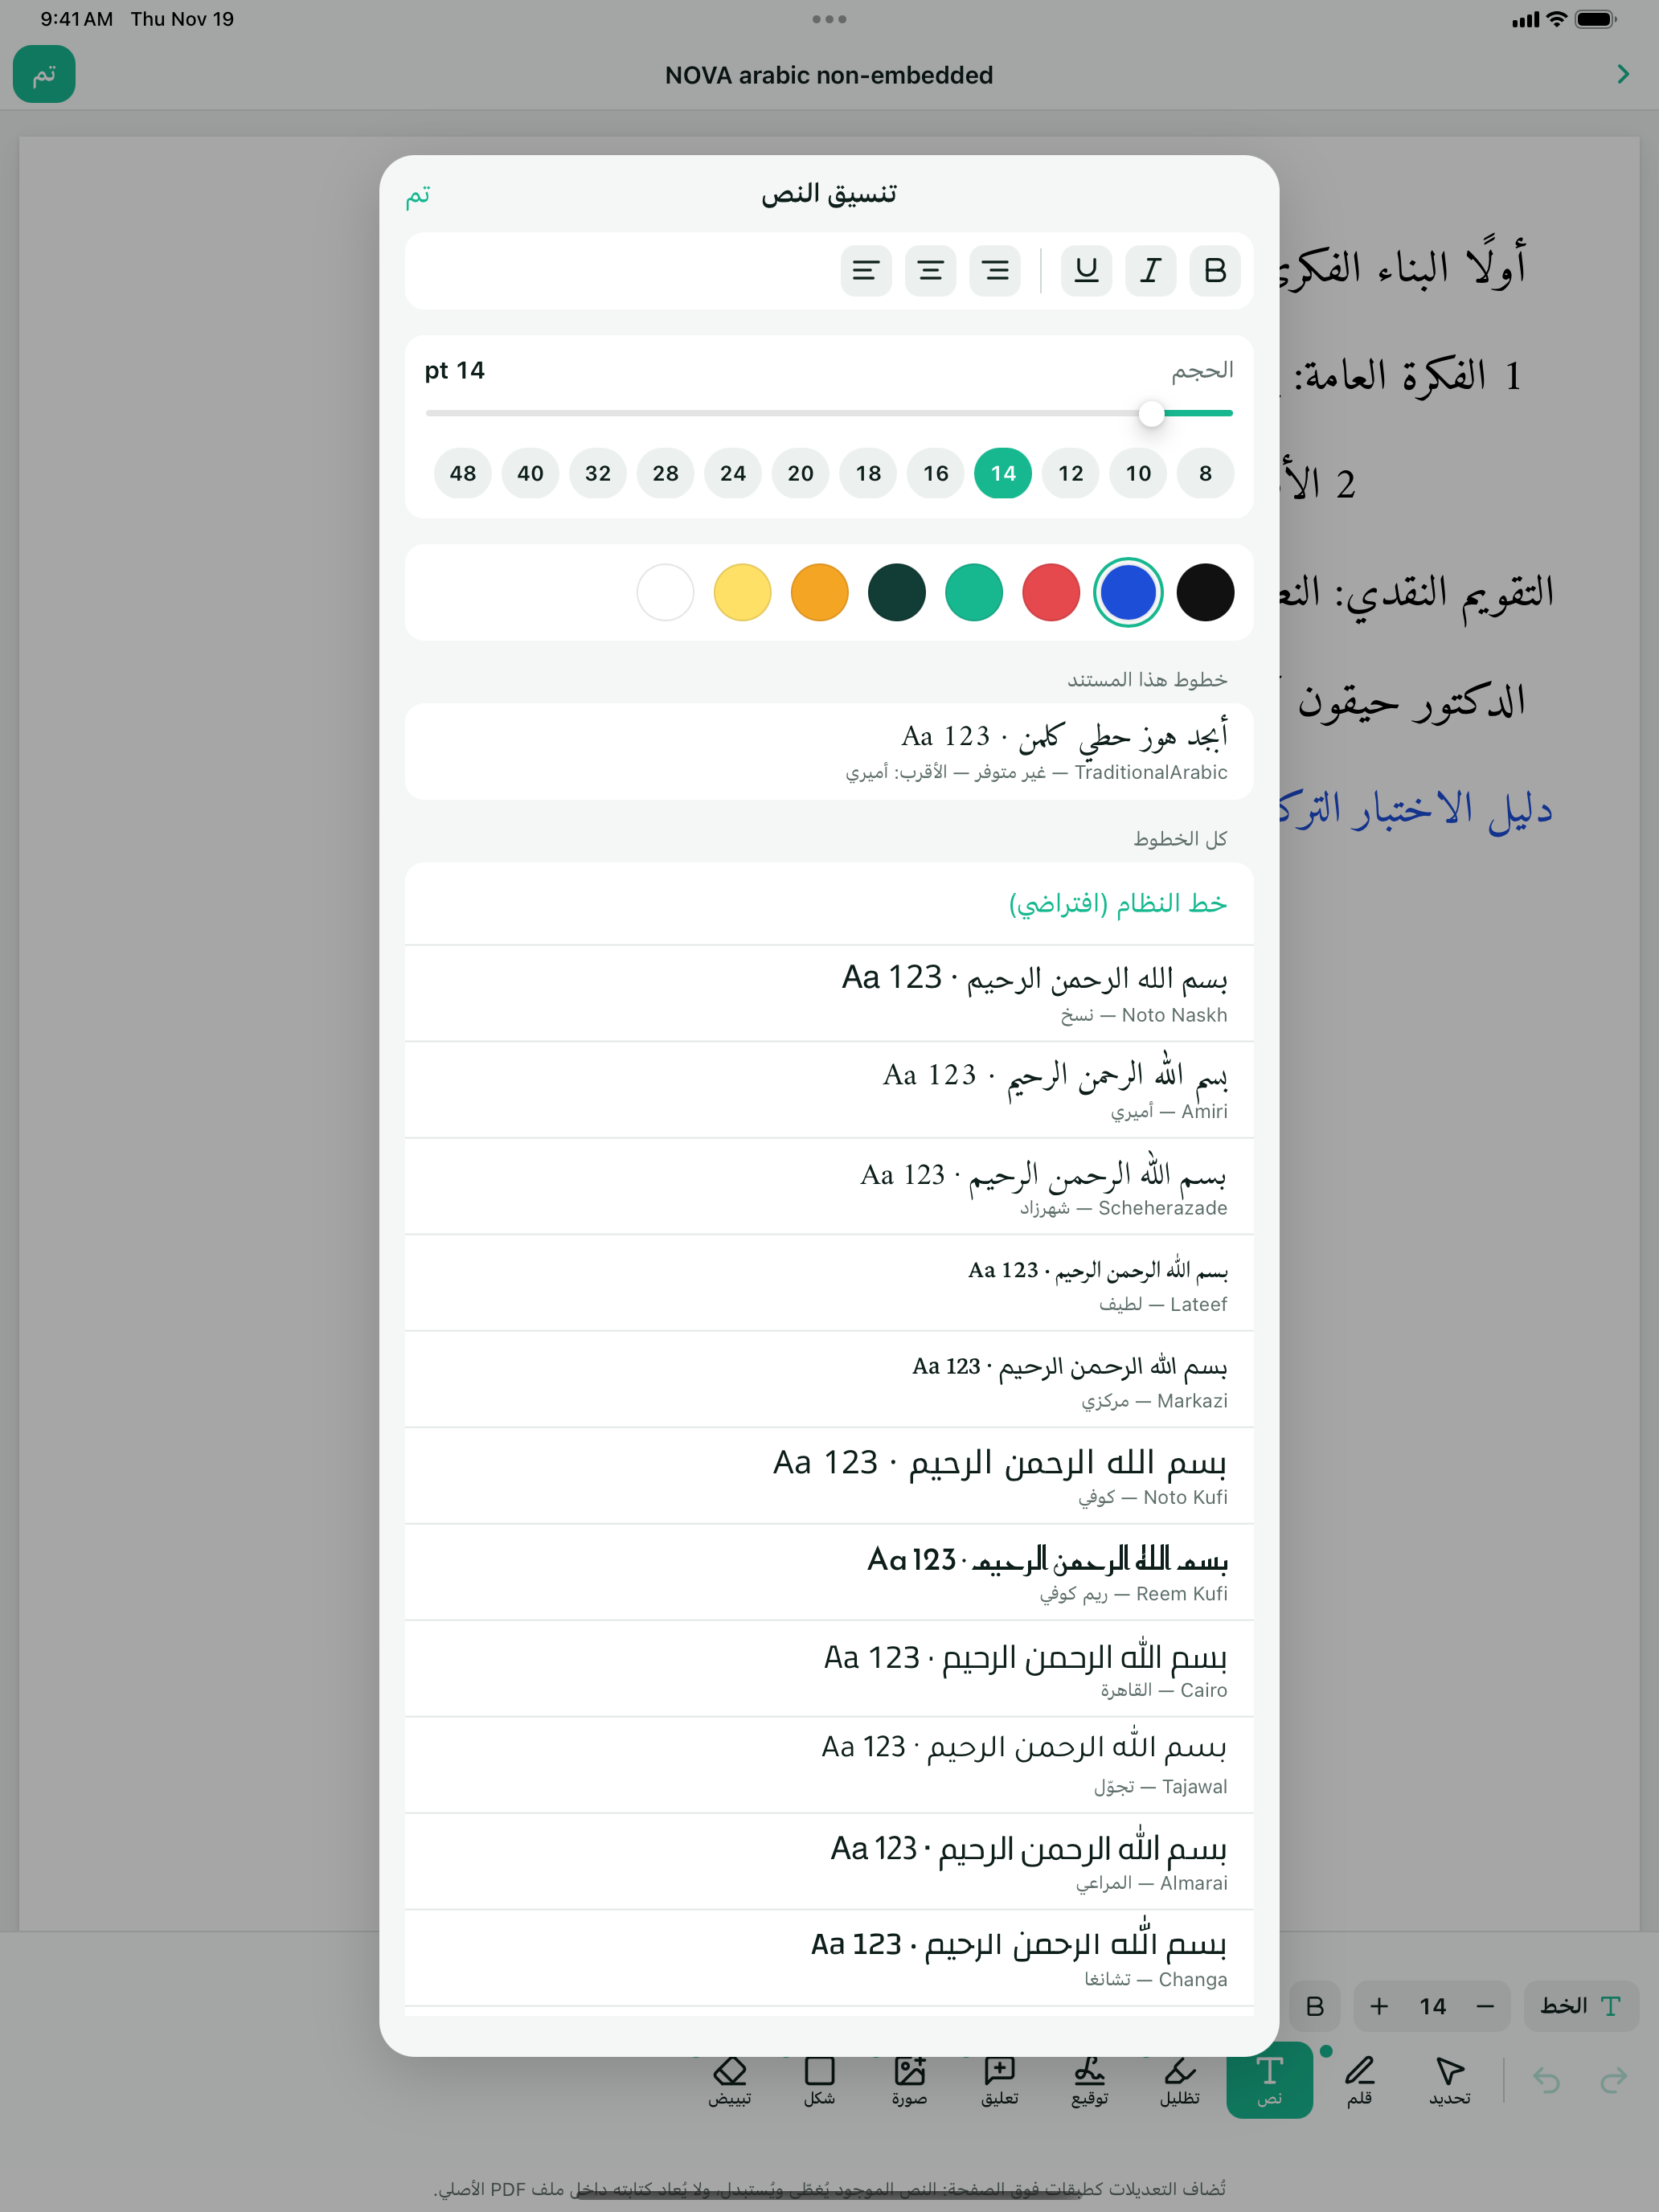 9:41 AM Thu Nov 19
تم
NOVA arabic non-embedded
تنسيق النص
تم
B I U
الحجم
14 pt
8 10 12 14 16 18 20 24 28 32 40 48
خطوط هذا المستند
أبجد هوز حطي كلمن · Aa 123
TraditionalArabic — غير متوفر — الأقرب: أميري
كل الخطوط
خط النظام (افتراضي)
بسم الله الرحمن الرحيم · Aa 123
Noto Naskh — نسخ
بسم الله الرحمن الرحيم · Aa 123
Amiri — أميري
بسم الله الرحمن الرحيم · Aa 123
Scheherazade — شهرزاد
بسم الله الرحمن الرحيم · Aa 123
Lateef — لطيف
بسم الله الرحمن الرحيم · Aa 123
Markazi — مركزي
بسم الله الرحمن الرحيم · Aa 123
Noto Kufi — كوفي
بسم الله الرحمن الرحيم · Aa 123
Reem Kufi — ريم كوفي
بسم الله الرحمن الرحيم · Aa 123
Cairo — القاهرة
بسم الله الرحمن الرحيم · Aa 123
Tajawal — تجوّل
بسم الله الرحمن الرحيم · Aa 123
Almarai — المراعي
بسم الله الرحمن الرحيم · Aa 123
Changa — تشانغا
أولًا البناء الفكري
1 الفكرة العامة:
2
التقويم النقدي:
الدكتور حيقون
دليل الاختبار
الخط − 14 + B
تحديد
قلم
نص
تظليل
توقيع
تعليق
صورة
شكل
تبييض
تُضاف التعديلات كطبقات فوق الصفحة: النص الموجود يُغطّى ويُستبدل، ولا يُعاد كتابته داخل ملف PDF الأصلي.